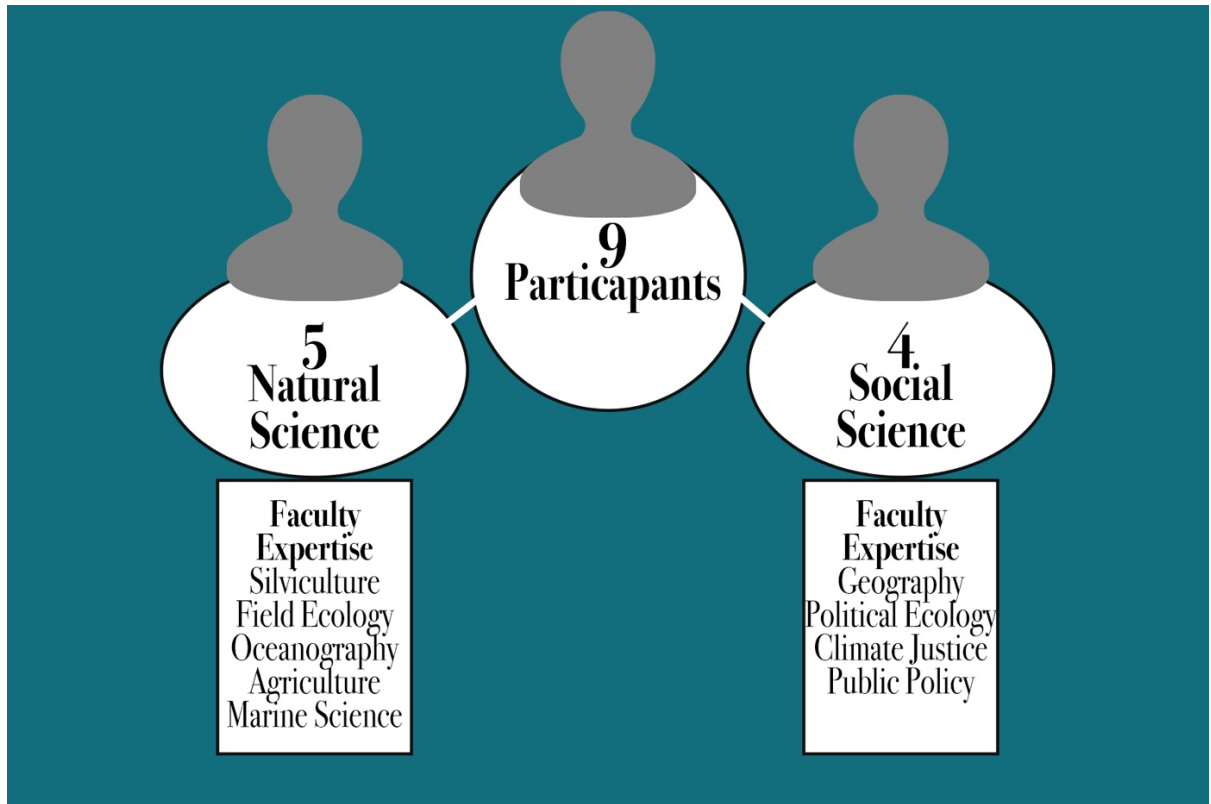 9
Particapants
5
Natural
Science
4
Social
Science
Faculty
Expertise
Silviculture
Field Ecology
Oceanography
Agriculture
Marine Science
Faculty
Expertise
Geography
Political Ecology
Climate Justice
Public Policy